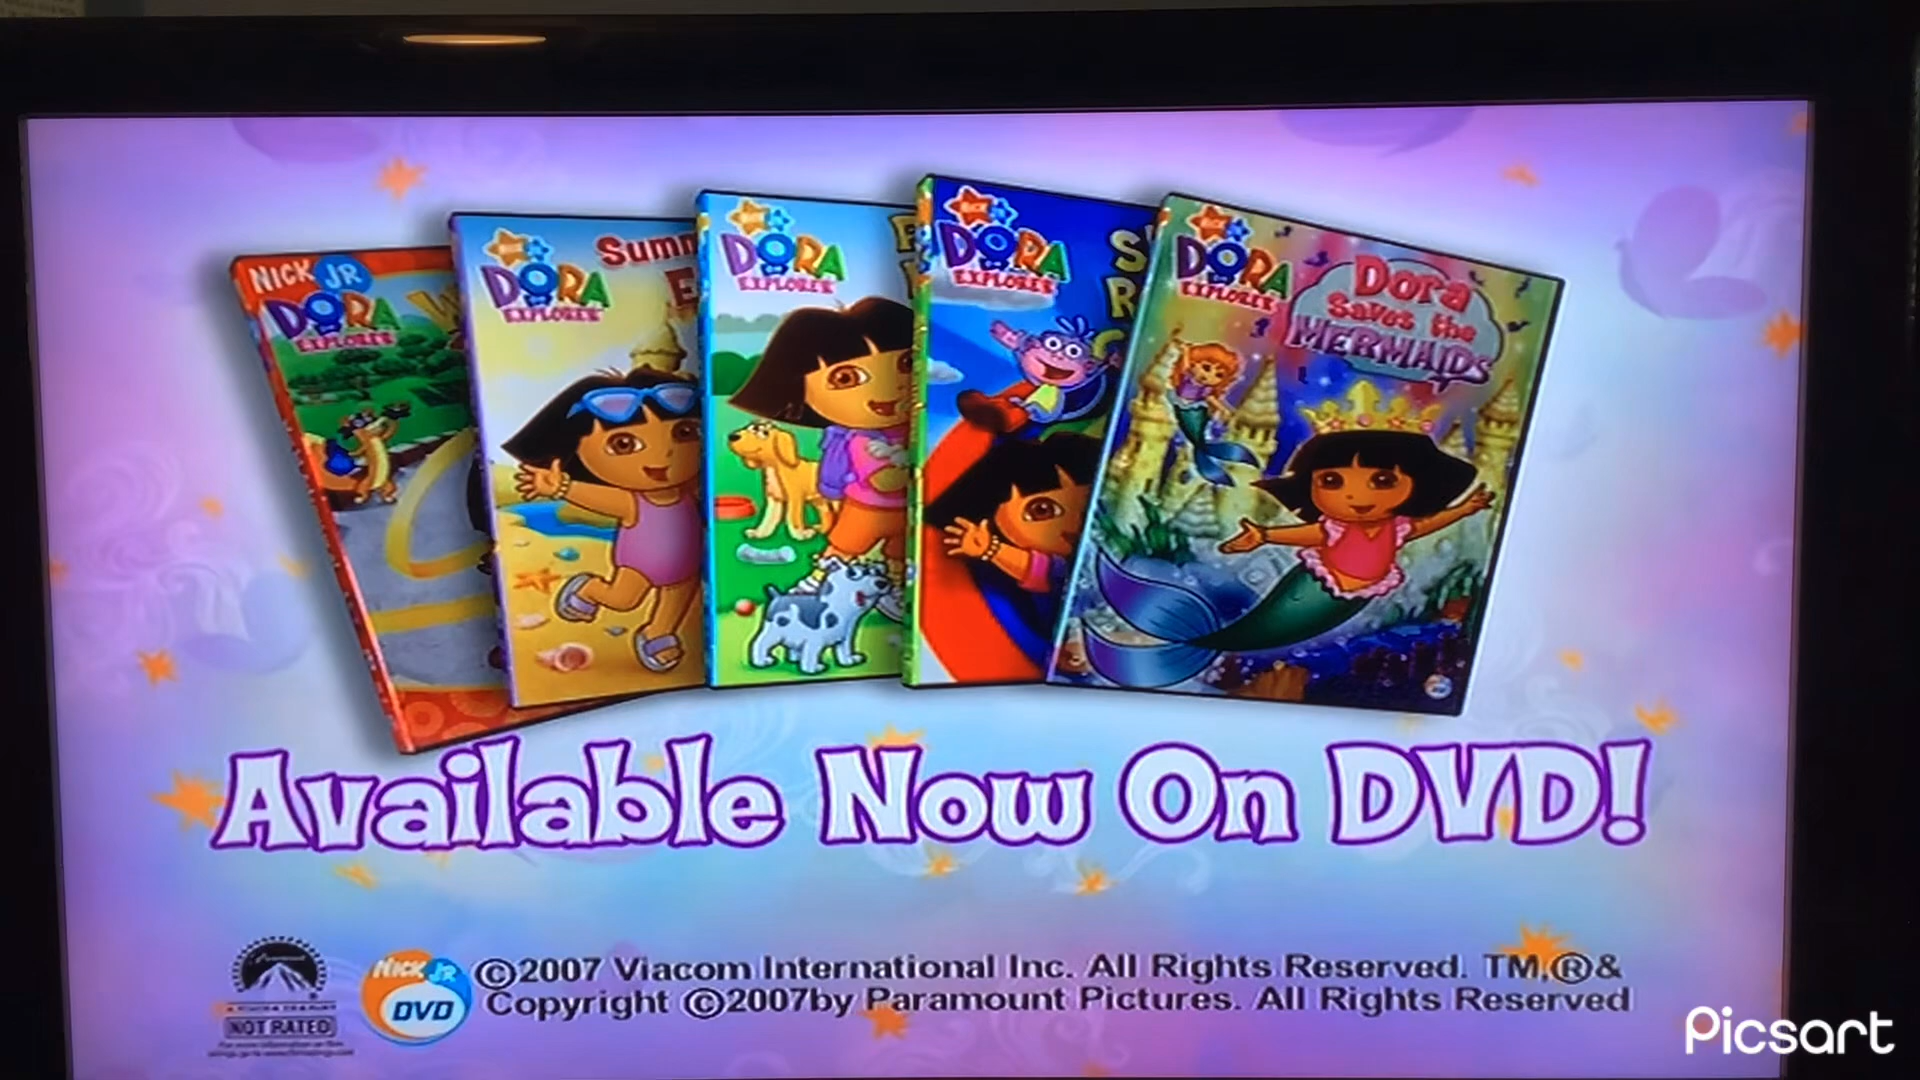 NICK JR
DORA
EXPLORER
DORA
EXPLORER
Summ
E
DORA
EXPLORER
DORA
EXPLORER
S
R
DORA
EXPLORER
Dora
Saves the
MERMAIDS
Available Now On DVD!
NICK JR
DVD
©2007 Viacom International Inc. All Rights Reserved. TM,®&
Copyright ©2007by Paramount Pictures. All Rights Reserved
Paramount
NOT RATED
Picsart